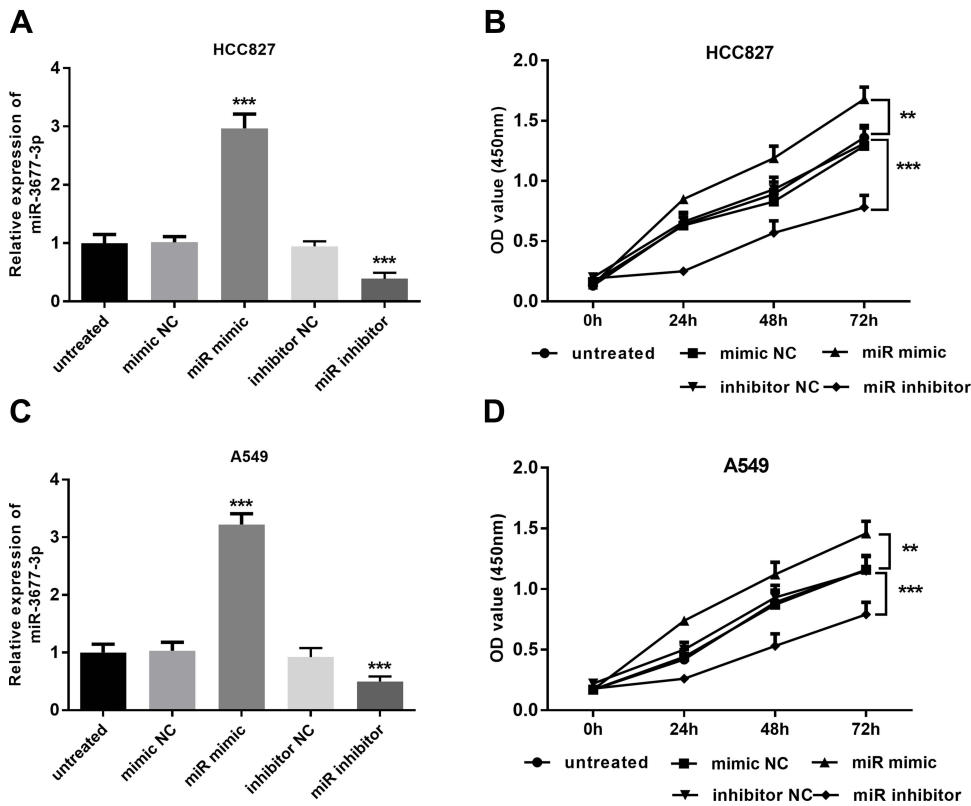 A
HCC827
Relative expression of
miR-3677-3p
4
3
2
1
0
***
***
untreated
mimic NC
miR mimic
inhibitor NC
miR inhibitor
B
HCC827
OD value (450nm)
2.0
1.5
1.0
0.5
0.0
**
***
0h 24h 48h 72h
untreated mimic NC miR mimic
inhibitor NC miR inhibitor
C
A549
Relative expression of
miR-3677-3p
4
3
2
1
0
***
***
untreated
mimic NC
miR mimic
inhibitor NC
miR inhibitor
D
A549
OD value (450nm)
2.0
1.5
1.0
0.5
0.0
**
***
0h 24h 48h 72h
untreated mimic NC miR mimic
inhibitor NC miR inhibitor